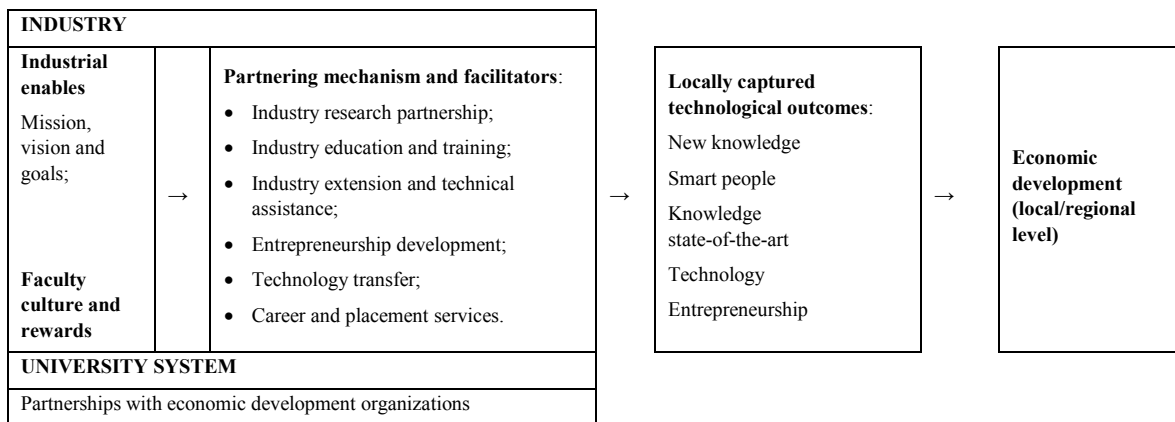 INDUSTRY
Industrial
enables
Mission,
vision and
goals;
Faculty
culture and
rewards
→
Partnering mechanism and facilitators:
• Industry research partnership;
• Industry education and training;
• Industry extension and technical
assistance;
• Entrepreneurship development;
• Technology transfer;
• Career and placement services.
UNIVERSITY SYSTEM
Partnerships with economic development organizations
→
Locally captured
technological outcomes:
New knowledge
Smart people
Knowledge
state-of-the-art
Technology
Entrepreneurship
→
Economic
development
(local/regional
level)